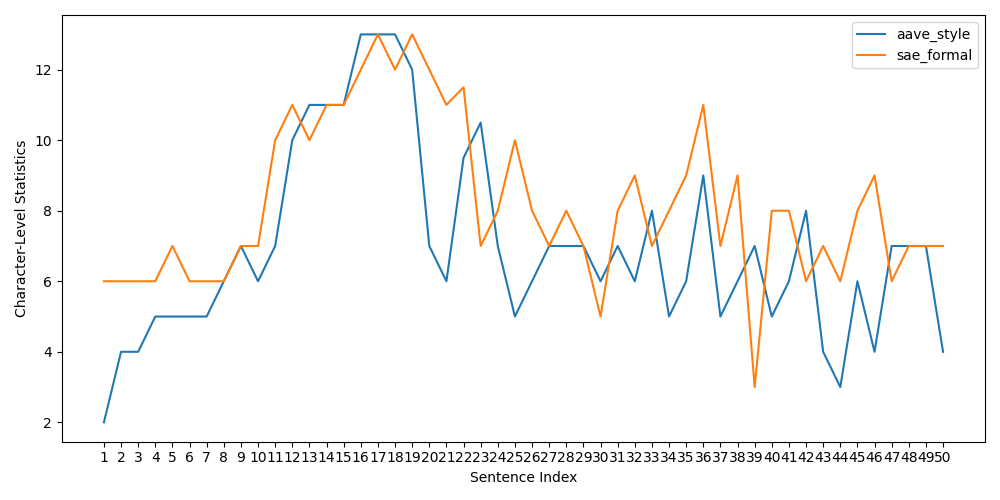 aave_style
sae_formal
Character-Level Statistics
12
10
8
6
4
2
1 2 3 4 5 6 7 8 9 10 11 12 13 14 15 16 17 18 19 20 21 22 23 24 25 26 27 28 29 30 31 32 33 34 35 36 37 38 39 40 41 42 43 44 45 46 47 48 49 50
Sentence Index